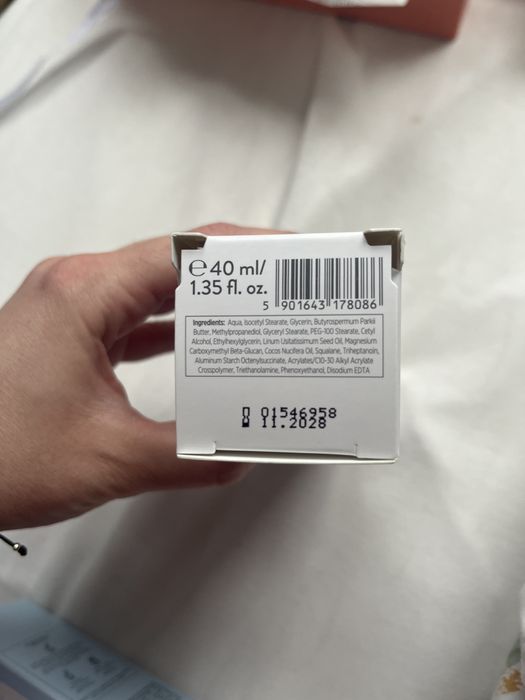 ℮ 40 ml/
1.35 fl. oz.
5 901643 178086
Ingredients: Aqua, Isocetyl Stearate, Glycerin, Butyrospermum Parkii
Butter, Methylpropanediol, Glyceryl Stearate, PEG-100 Stearate, Cetyl
Alcohol, Ethylhexylglycerin, Linum Usitatissimum Seed Oil, Magnesium
Carboxymethyl Beta-Glucan, Cocos Nucifera Oil, Squalane, Triheptanoin,
Aluminum Starch Octenylsuccinate, Acrylates/C10-30 Alkyl Acrylate
Crosspolymer, Triethanolamine, Phenoxyethanol, Disodium EDTA
01546958
11.2028